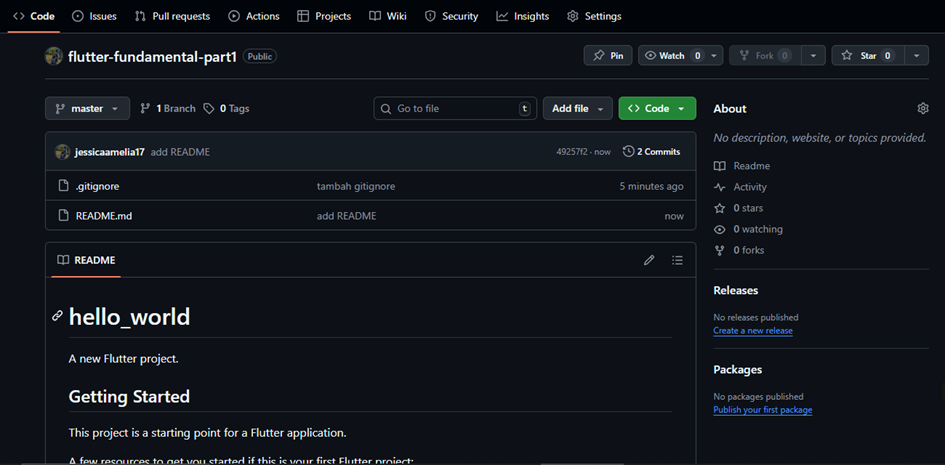 Code Issues Pull requests Actions Projects Wiki Security Insights Settings
flutter-fundamental-part1 Public Pin Watch 0 Fork 0 Star 0
master 1 Branch 0 Tags Go to file t Add file Code
jessicaamelia17 add README 49257f2 · now 2 Commits
.gitignore tambah gitignore 5 minutes ago
README.md add README now
README
hello_world
A new Flutter project.
Getting Started
This project is a starting point for a Flutter application.
A few resources to get you started if this is your first Flutter project:
About
No description, website, or topics provided.
Readme
Activity
0 stars
0 watching
0 forks
Releases
No releases published
Create a new release
Packages
No packages published
Publish your first package